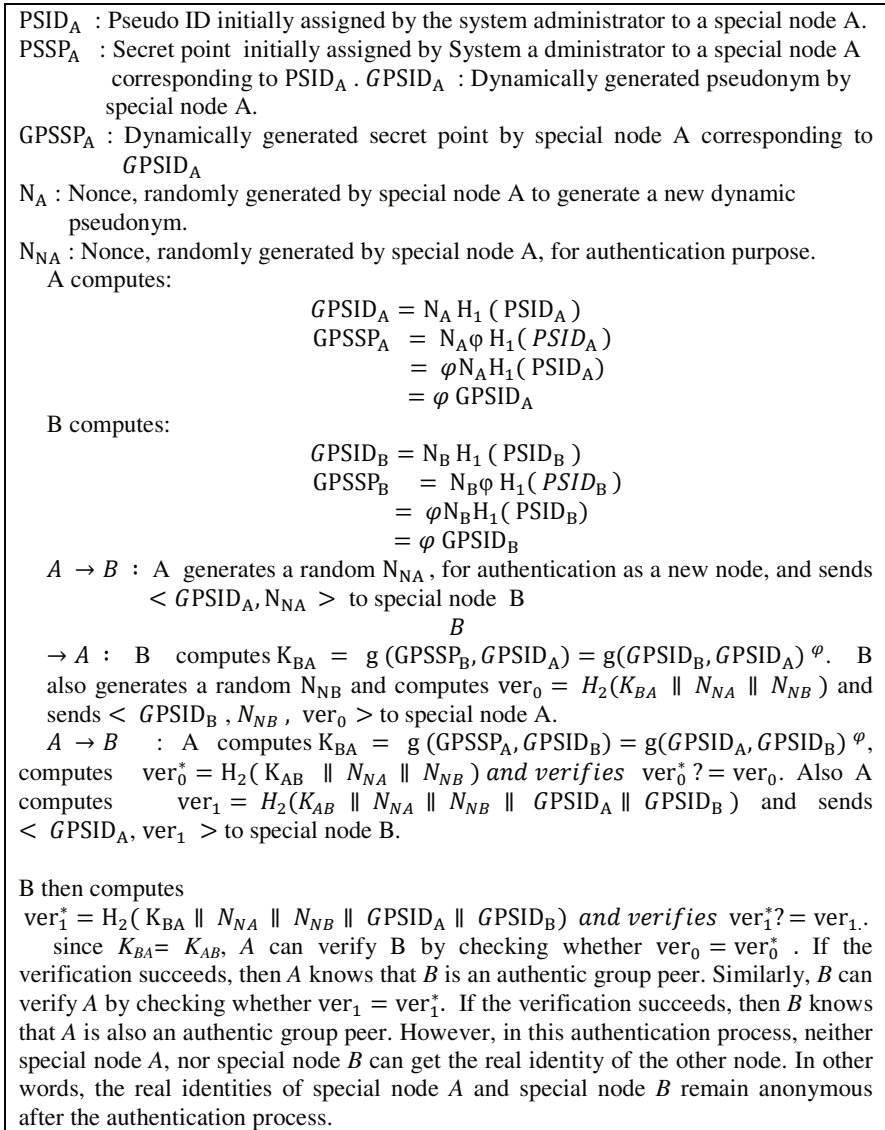 PSID_A : Pseudo ID initially assigned by the system administrator to a special node A.
PSSP_A : Secret point initially assigned by System a dministrator to a special node A
corresponding to PSID_A . GPSID_A : Dynamically generated pseudonym by
special node A.
GPSSP_A : Dynamically generated secret point by special node A corresponding to
GPSID_A
N_A : Nonce, randomly generated by special node A to generate a new dynamic
pseudonym.
N_NA : Nonce, randomly generated by special node A, for authentication purpose.
A computes:
GPSID_A = N_A H_1 ( PSID_A )
GPSSP_A = N_A φ H_1( PSID_A )
= φN_A H_1( PSID_A)
= φ GPSID_A
B computes:
GPSID_B = N_B H_1 ( PSID_B )
GPSSP_B = N_B φ H_1( PSID_B )
= φN_B H_1( PSID_B)
= φ GPSID_B
A → B : A generates a random N_NA , for authentication as a new node, and sends
< GPSID_A, N_NA > to special node B
B
→ A : B computes K_BA = g (GPSSP_B, GPSID_A) = g(GPSID_B, GPSID_A) ^φ. B
also generates a random N_NB and computes ver_0 = H_2(K_BA ∥ N_NA ∥ N_NB ) and
sends < GPSID_B , N_NB , ver_0 > to special node A.
A → B : A computes K_BA = g (GPSSP_A, GPSID_B) = g(GPSID_A, GPSID_B) ^φ,
computes ver_0^* = H_2( K_AB ∥ N_NA ∥ N_NB ) and verifies ver_0^* ? = ver_0. Also A
computes ver_1 = H_2(K_AB ∥ N_NA ∥ N_NB ∥ GPSID_A ∥ GPSID_B ) and sends
< GPSID_A, ver_1 > to special node B.
B then computes
ver_1^* = H_2( K_BA ∥ N_NA ∥ N_NB ∥ GPSID_A ∥ GPSID_B) and verifies ver_1^*? = ver_1..
since K_BA= K_AB, A can verify B by checking whether ver_0 = ver_0^* . If the
verification succeeds, then A knows that B is an authentic group peer. Similarly, B can
verify A by checking whether ver_1 = ver_1^*. If the verification succeeds, then B knows
that A is also an authentic group peer. However, in this authentication process, neither
special node A, nor special node B can get the real identity of the other node. In other
words, the real identities of special node A and special node B remain anonymous
after the authentication process.